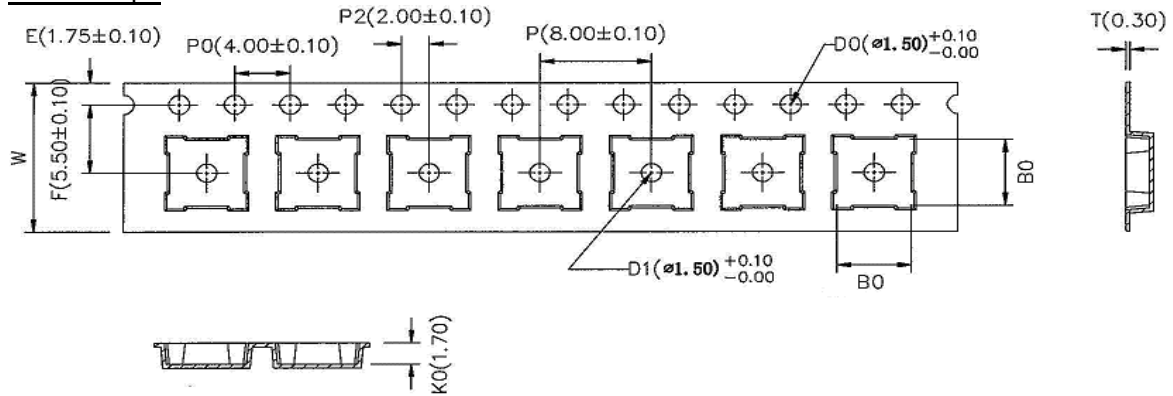 P2(2.00±0.10)
T(0.30)
E(1.75±0.10)
P0(4.00±0.10)
P(8.00±0.10)
D0(ø1.50)+0.10
-0.00
W
F(5.50±0.10)
B0
D1(ø1.50)+0.10
-0.00
B0
K0(1.70)